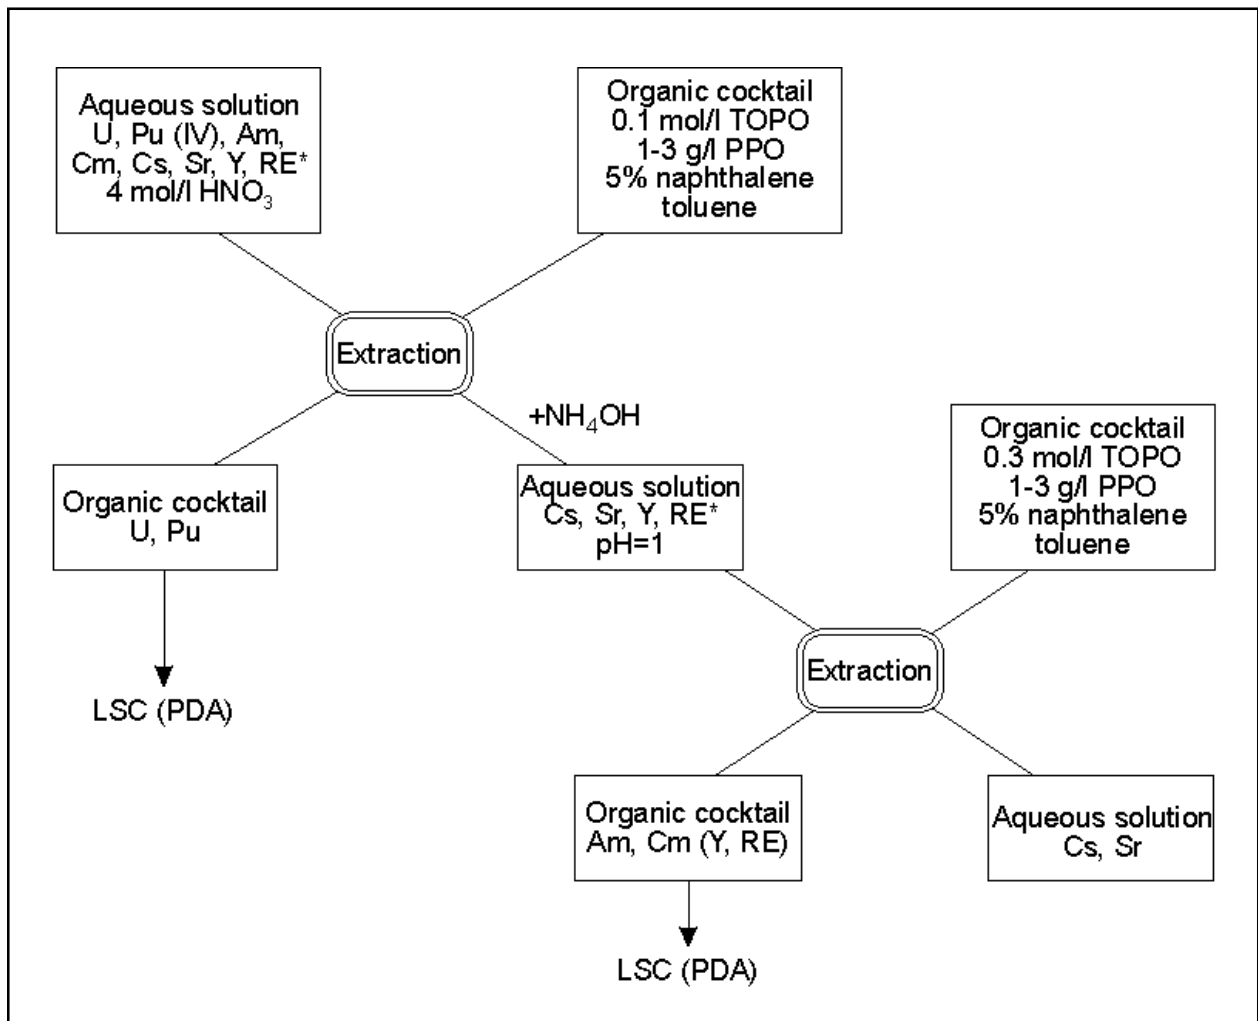 Aqueous solution
U, Pu (IV), Am,
Cm, Cs, Sr, Y, RE*
4 mol/l HNO₃
Organic cocktail
0.1 mol/l TOPO
1-3 g/l PPO
5% naphthalene
toluene
Extraction
+NH₄OH
Organic cocktail
U, Pu
Aqueous solution
Cs, Sr, Y, RE*
pH=1
Organic cocktail
0.3 mol/l TOPO
1-3 g/l PPO
5% naphthalene
toluene
LSC (PDA)
Extraction
Organic cocktail
Am, Cm (Y, RE)
Aqueous solution
Cs, Sr
LSC (PDA)